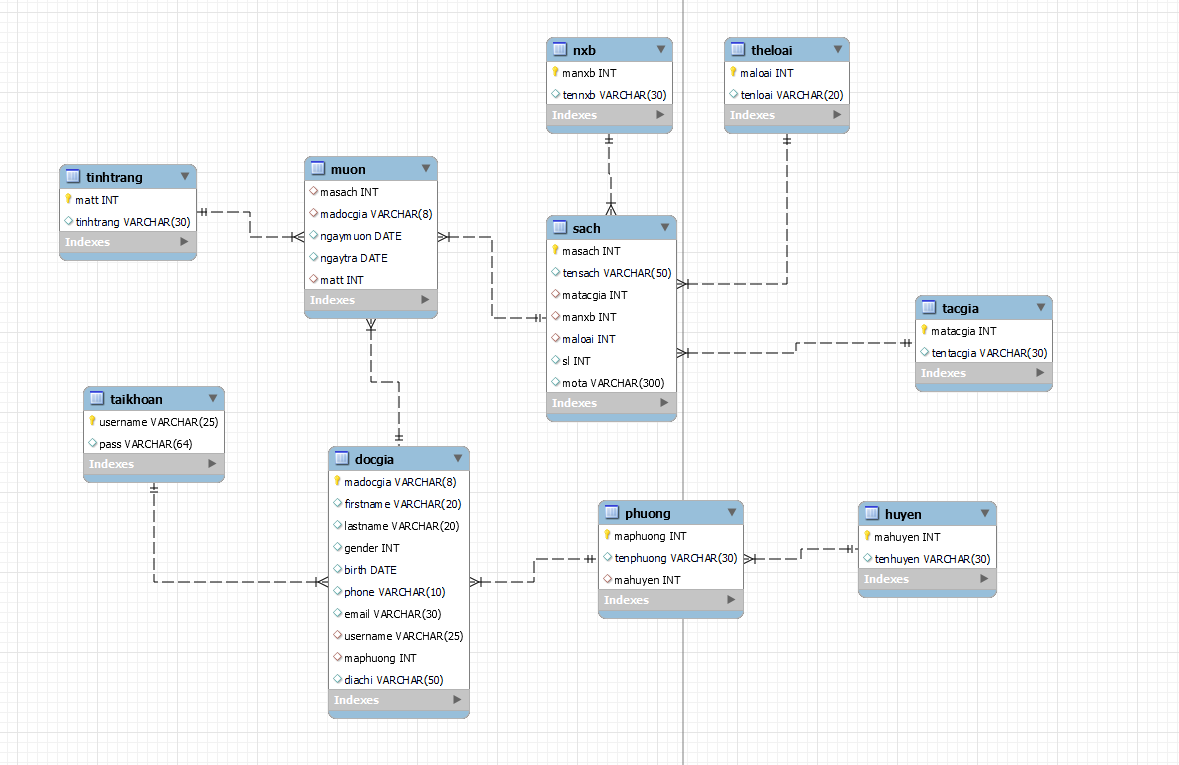 nxb
manxb INT
tennxb VARCHAR(30)
Indexes
theloai
maloai INT
tenloai VARCHAR(20)
Indexes
tinhtrang
matt INT
tinhtrang VARCHAR(30)
Indexes
muon
masach INT
madocgia VARCHAR(8)
ngaymuon DATE
ngaytra DATE
matt INT
Indexes
sach
masach INT
tensach VARCHAR(50)
matacgia INT
manxb INT
maloai INT
sl INT
mota VARCHAR(300)
Indexes
tacgia
matacgia INT
tentacgia VARCHAR(30)
Indexes
taikhoan
username VARCHAR(25)
pass VARCHAR(64)
Indexes
docgia
madocgia VARCHAR(8)
firstname VARCHAR(20)
lastname VARCHAR(20)
gender INT
birth DATE
phone VARCHAR(10)
email VARCHAR(30)
username VARCHAR(25)
maphuong INT
diachi VARCHAR(50)
Indexes
phuong
maphuong INT
tenphuong VARCHAR(30)
mahuyen INT
Indexes
huyen
mahuyen INT
tenhuyen VARCHAR(30)
Indexes